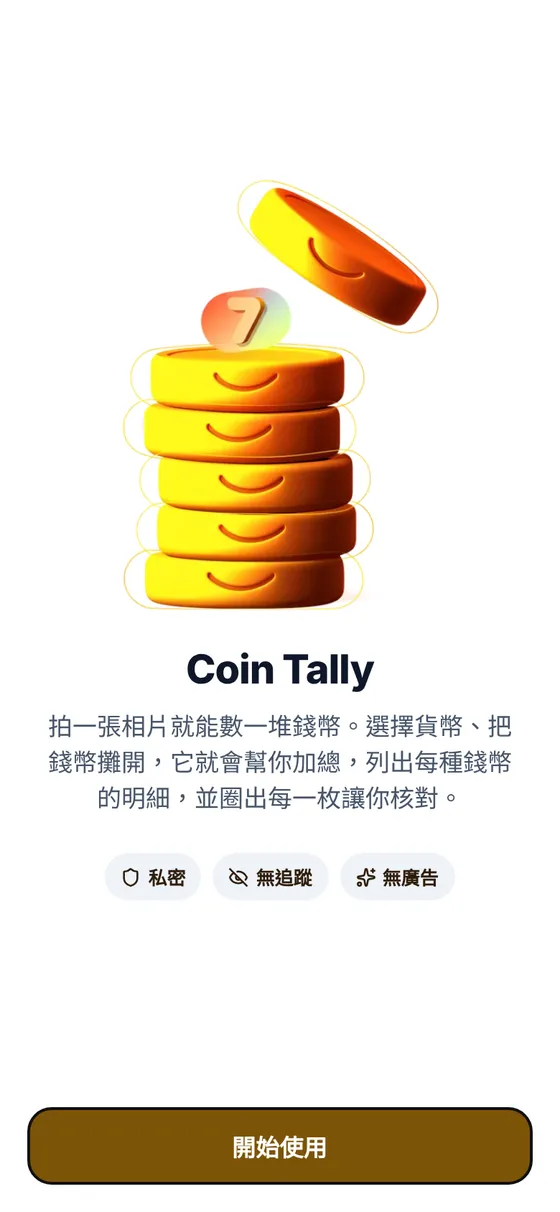 7
Coin Tally
拍一張相片就能數一堆錢幣。選擇貨幣、把
錢幣攤開，它就會幫你加總，列出每種錢幣
的明細，並圈出每一枚讓你核對。
私密
無追蹤
無廣告
開始使用